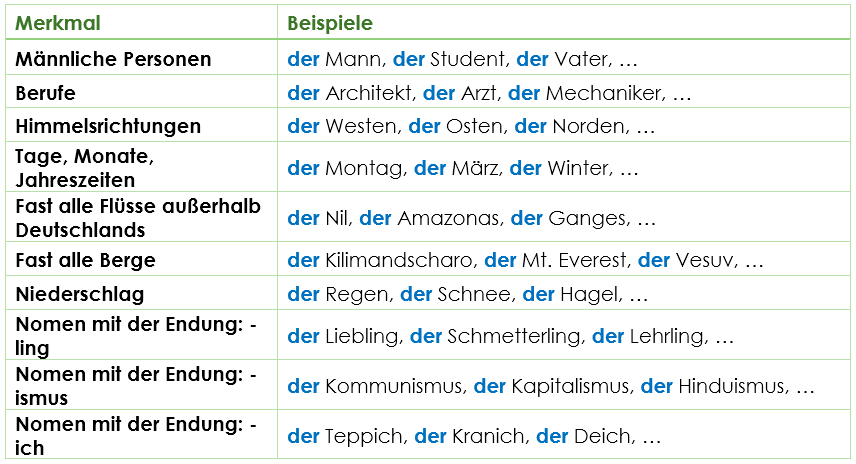 Merkmal Beispiele
Männliche Personen der Mann, der Student, der Vater, …
Berufe der Architekt, der Arzt, der Mechaniker, …
Himmelsrichtungen der Westen, der Osten, der Norden, …
Tage, Monate,
Jahreszeiten der Montag, der März, der Winter, …
Fast alle Flüsse außerhalb
Deutschlands der Nil, der Amazonas, der Ganges, …
Fast alle Berge der Kilimandscharo, der Mt. Everest, der Vesuv, …
Niederschlag der Regen, der Schnee, der Hagel, …
Nomen mit der Endung: -
ling der Liebling, der Schmetterling, der Lehrling, …
Nomen mit der Endung: -
ismus der Kommunismus, der Kapitalismus, der Hinduismus, …
Nomen mit der Endung: -
ich der Teppich, der Kranich, der Deich, …